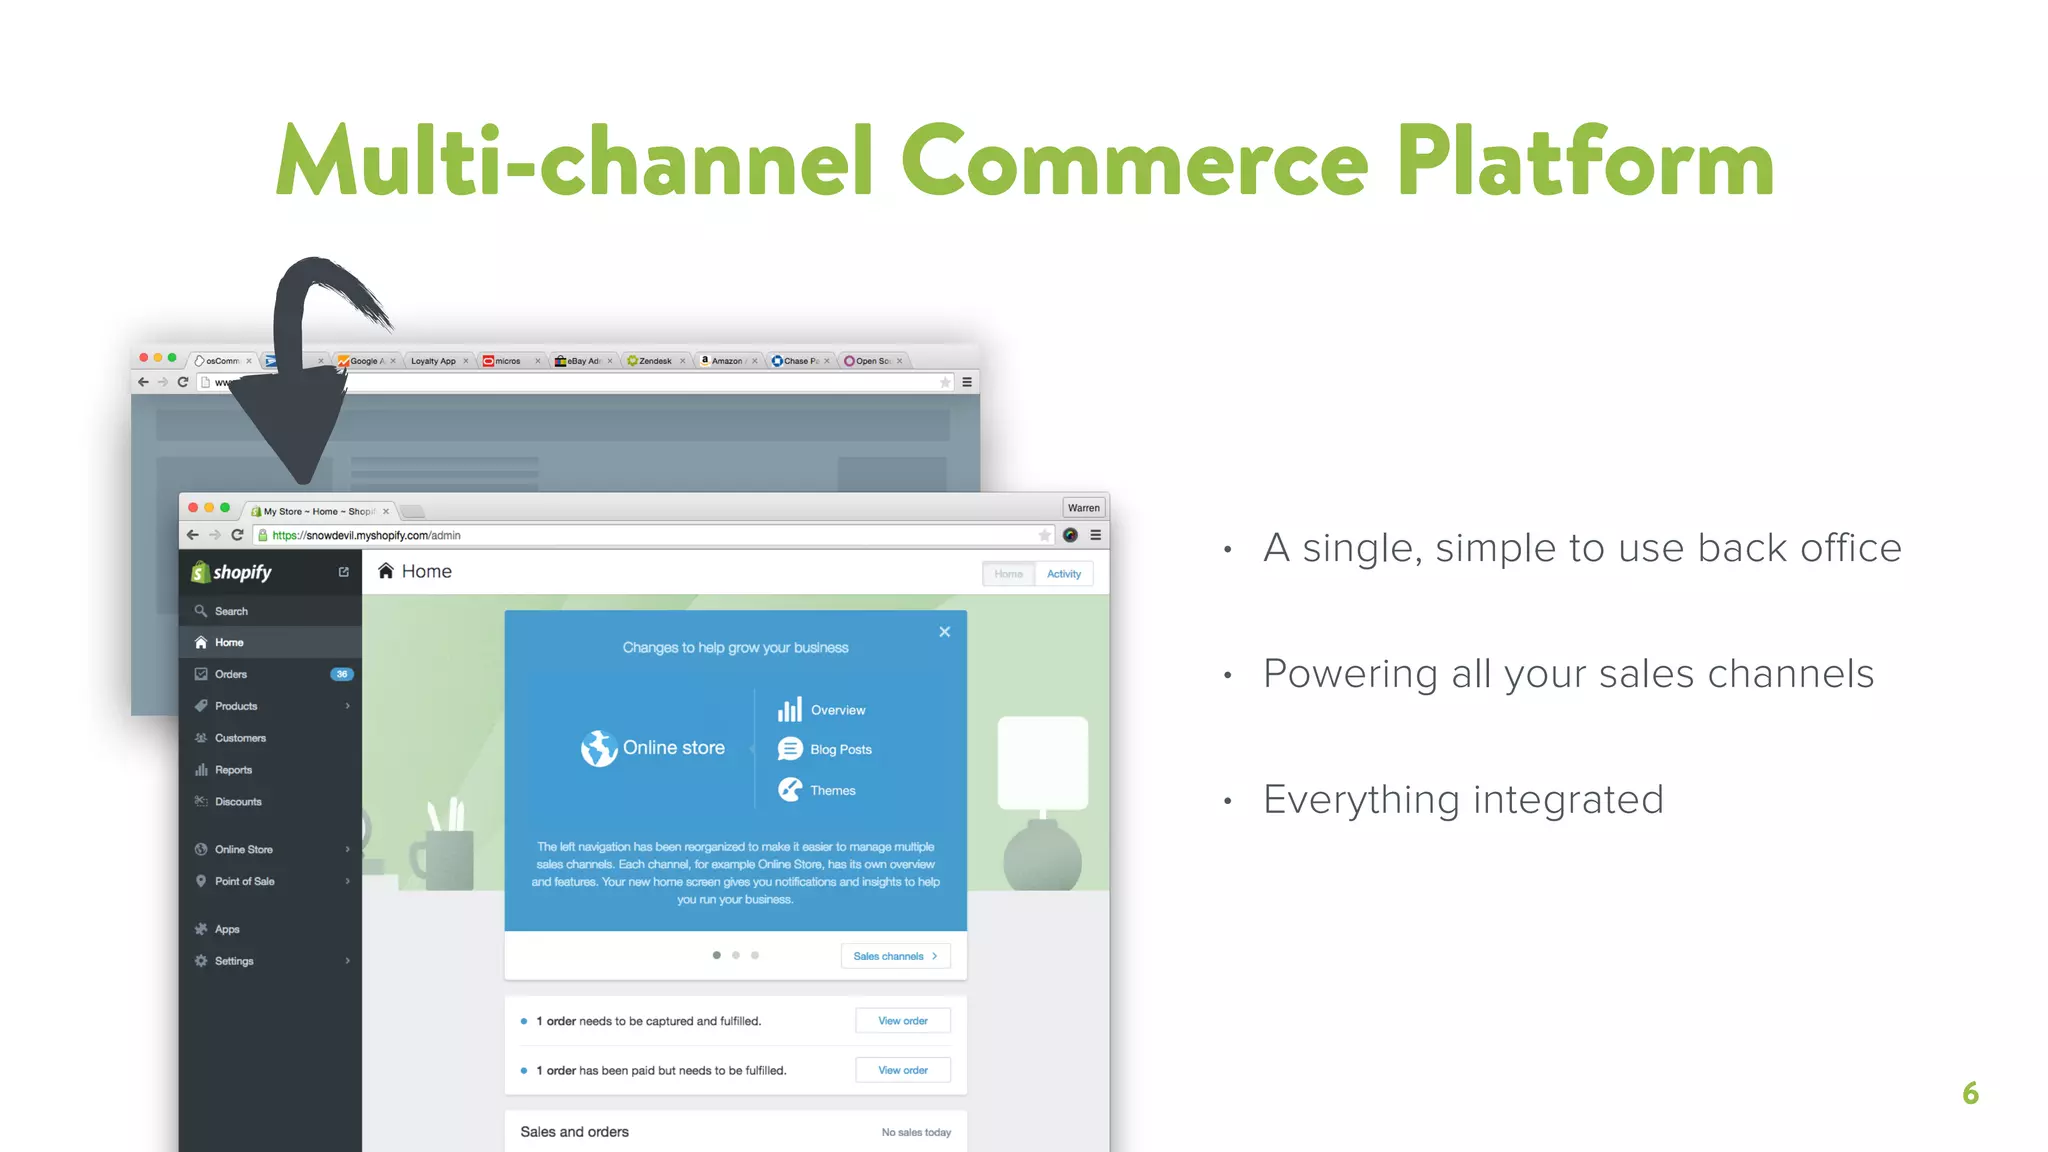 Multi-channel Commerce Platform
osComm
Google A
Loyalty App
micros
eBay Ad
Zendesk
Amazon
Chase Pa
Open Sou
www
My Store ~ Home ~ Shopif
Warren
https://snowdevil.myshopify.com/admin
shopify
Home
Home
Activity
Search
Home
Orders
36
Products
Customers
Reports
Discounts
Online Store
Point of Sale
Apps
Settings
Changes to help grow your business
Online store
Overview
Blog Posts
Themes
The left navigation has been reorganized to make it easier to manage multiple
sales channels. Each channel, for example Online Store, has its own overview
and features. Your new home screen gives you notifications and insights to help
you run your business.
Sales channels
1 order needs to be captured and fulfilled.
View order
1 order has been paid but needs to be fulfilled.
View order
Sales and orders
No sales today
• A single, simple to use back office
• Powering all your sales channels
• Everything integrated
6